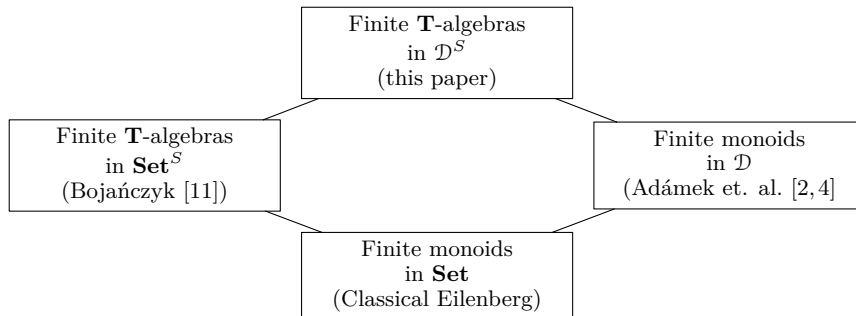 Finite T-algebras
in 𝒟^S
(this paper)
Finite T-algebras
in Set^S
(Bojańczyk [11])
Finite monoids
in 𝒟
(Adámek et. al. [2, 4]
Finite monoids
in Set
(Classical Eilenberg)